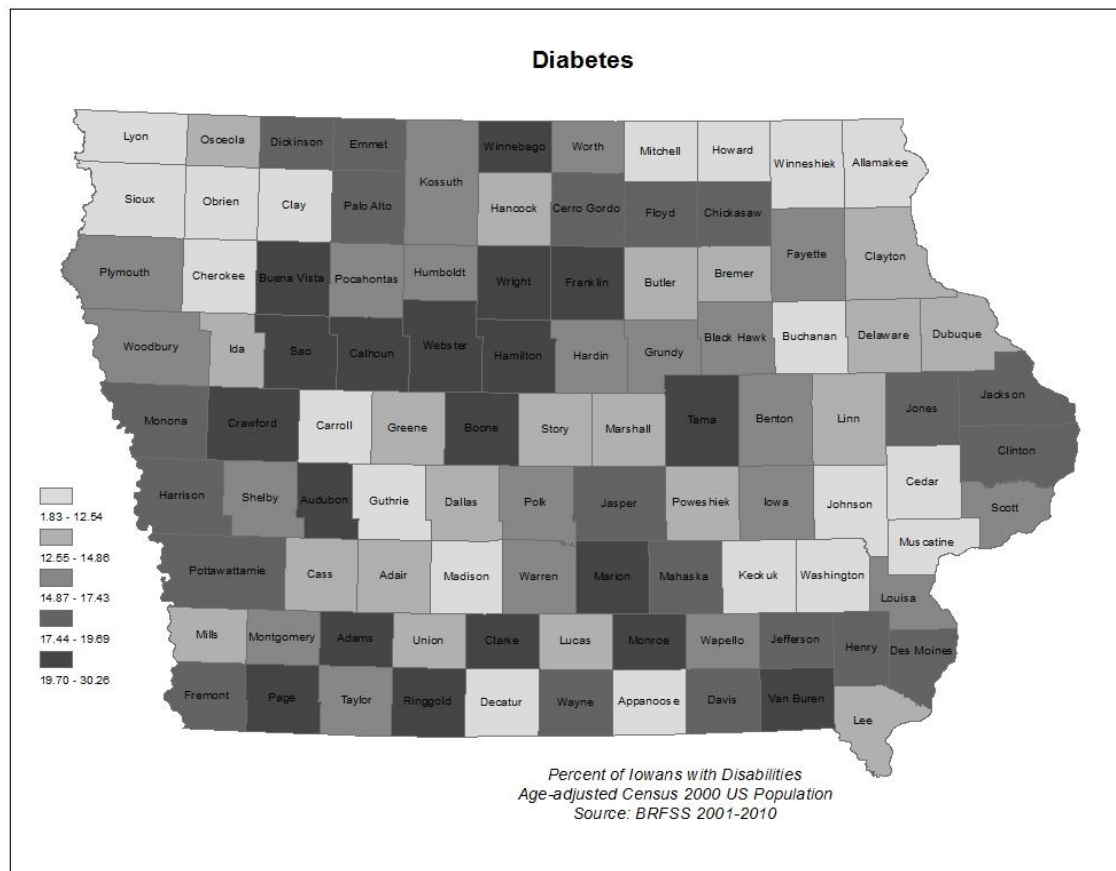 Diabetes
Lyon
Osceola
Dickinson
Emmet
Winnebago
Worth
Mitchell
Howard
Winneshiek
Allamakee
Kossuth
Sioux
Obrien
Clay
Palo Alto
Hancock
Cerro Gordo
Floyd
Chickasaw
Fayette
Clayton
Plymouth
Cherokee
Buena Vista
Pocahontas
Humboldt
Wright
Franklin
Butler
Bremer
Woodbury
Ida
Sac
Calhoun
Webster
Hamilton
Hardin
Grundy
Black Hawk
Buchanan
Delaware
Dubuque
Monona
Crawford
Carroll
Greene
Boone
Story
Marshall
Tama
Benton
Linn
Jones
Jackson
Clinton
Harrison
Shelby
Audubon
Guthrie
Dallas
Polk
Jasper
Poweshiek
Iowa
Johnson
Cedar
Scott
Muscatine
Pottawattamie
Cass
Adair
Madison
Warren
Marion
Mahaska
Keokuk
Washington
Louisa
Mills
Montgomery
Adams
Union
Clarke
Lucas
Monroe
Wapello
Jefferson
Henry
Des Moines
Fremont
Page
Taylor
Ringgold
Decatur
Wayne
Appanoose
Davis
Van Buren
Lee
1.83 - 12.54
12.55 - 14.86
14.87 - 17.43
17.44 - 19.69
19.70 - 30.26
Percent of Iowans with Disabilities
Age-adjusted Census 2000 US Population
Source: BRFSS 2001-2010